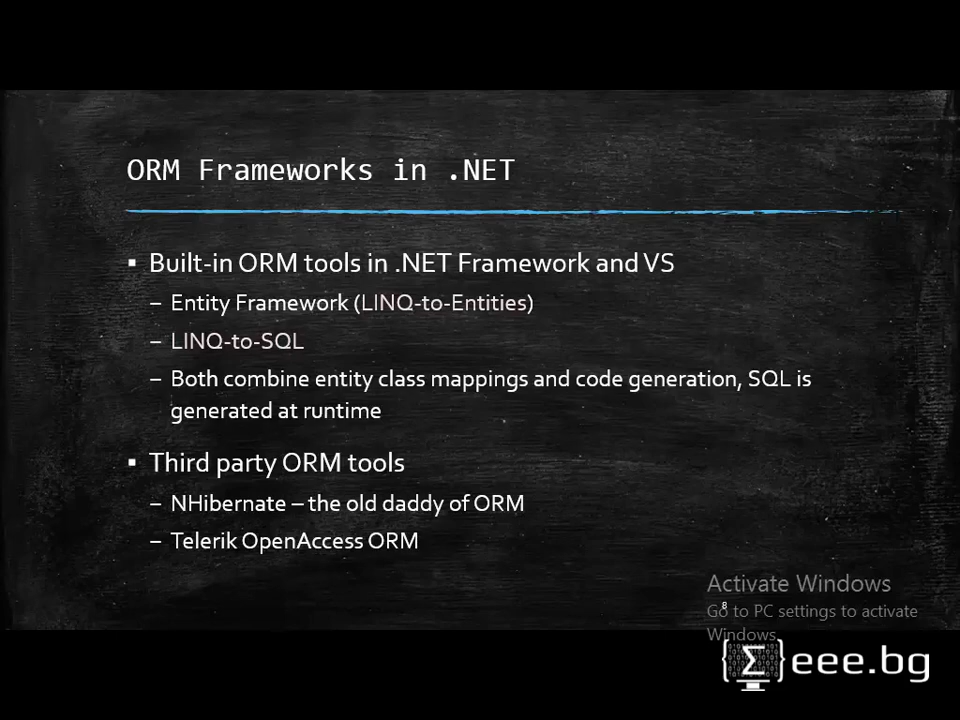 ORM Frameworks in .NET
▪ Built-in ORM tools in .NET Framework and VS
– Entity Framework (LINQ-to-Entities)
– LINQ-to-SQL
– Both combine entity class mappings and code generation, SQL is
generated at runtime
▪ Third party ORM tools
– NHibernate – the old daddy of ORM
– Telerik OpenAccess ORM
Activate Windows
8
Go to PC settings to activate
Windows.
{Σ}eee.bg